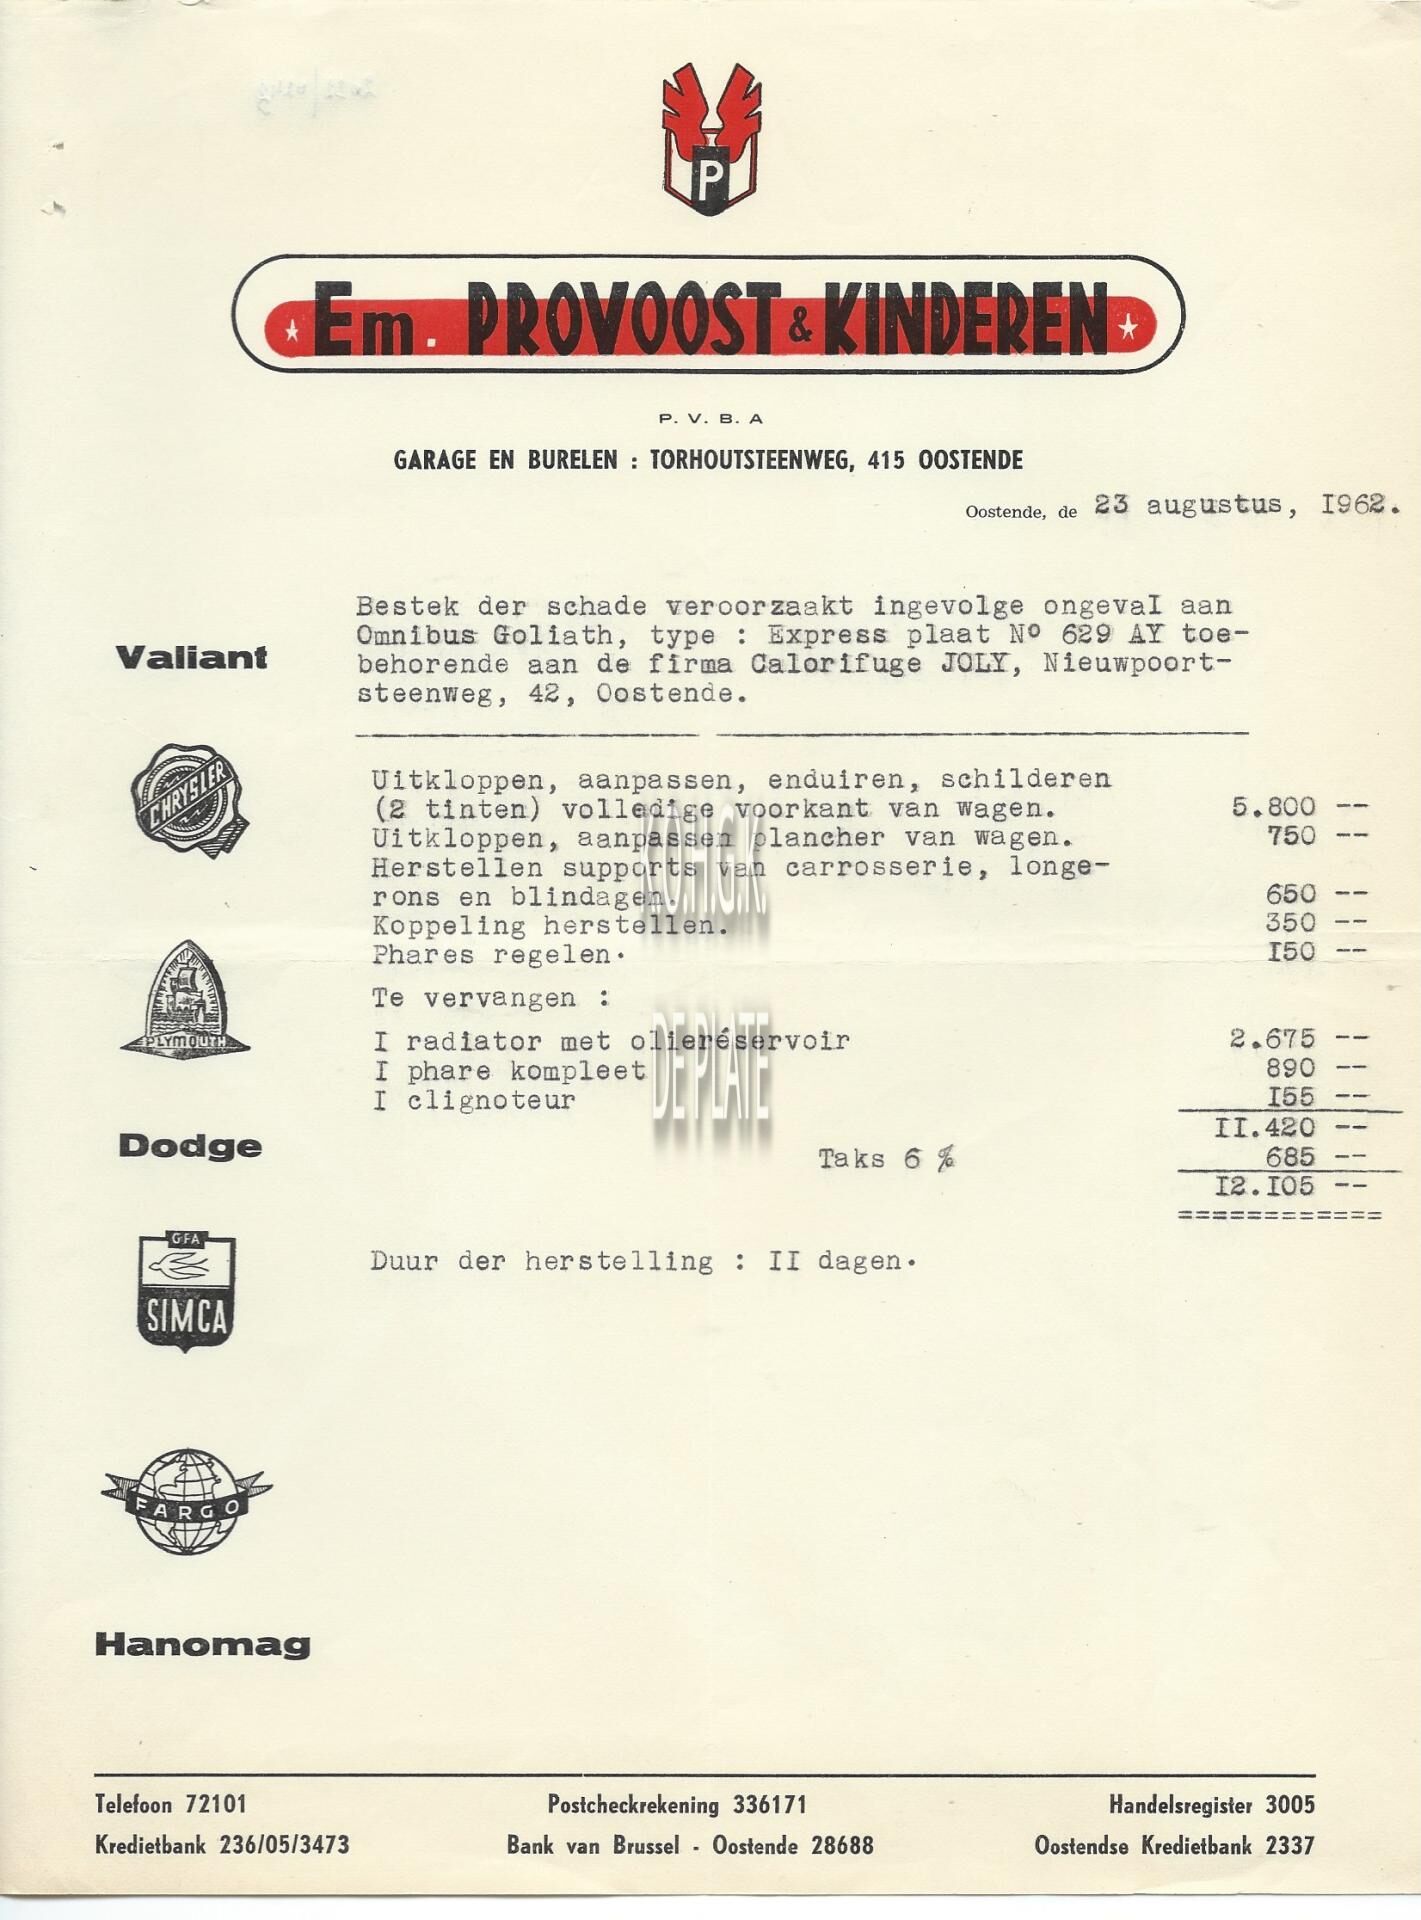 P
Em. PROVOOST & KINDEREN
P. V. B. A
GARAGE EN BURELEN : TORHOUTSTEENWEG, 415 OOSTENDE
Oostende, de 23 augustus, I962.
Bestek der schade veroorzaakt ingevolge ongevaI aan
Omnibus Goliath, type : Express plaat Nº 629 AY toe-
behorende aan de firma Calorifuge JOLY, Nieuwpoort-
steenweg, 42, Oostende.
Valiant
CHRYSLER
Uitkloppen, aanpassen, enduiren, schilderen
(2 tinten) volledige voorkant van wagen. 5.800 --
Uitkloppen, aanpassen plancher van wagen. 750 --
Herstellen supports van carrosserie, longe-
rons en blindagen. 650 --
Koppeling herstellen. 350 --
Phares regelen. I50 --
K.O.H.G.K.
PLYMOUTH
Te vervangen :
I radiator met olieréservoir 2.675 --
I phare kompleet 890 --
I clignoteur I55 --
DE PLATE
II.420 --
Taks 6 % 685 --
I2.I05 --
============
Dodge
GFA
SIMCA
Duur der herstelling : II dagen.
FARGO
Hanomag
Telefoon 72101 Postcheckrekening 336171 Handelsregister 3005
Kredietbank 236/05/3473 Bank van Brussel - Oostende 28688 Oostendse Kredietbank 2337